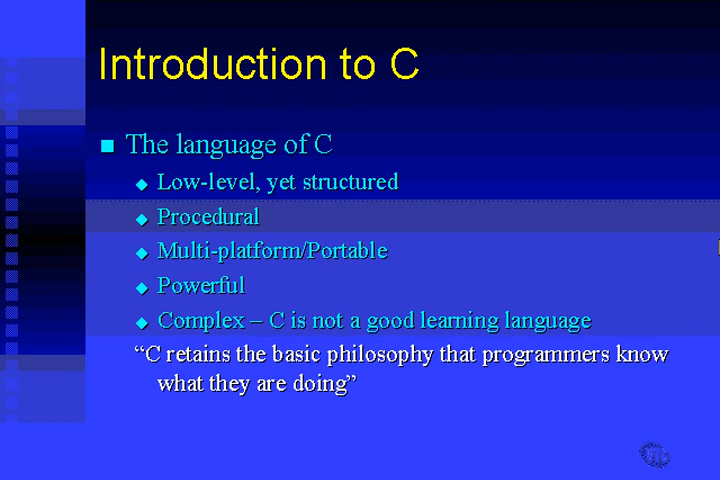 Introduction to C
The language of C
Low-level, yet structured
Procedural
Multi-platform/Portable
Powerful
Complex – C is not a good learning language
“C retains the basic philosophy that programmers know
what they are doing”